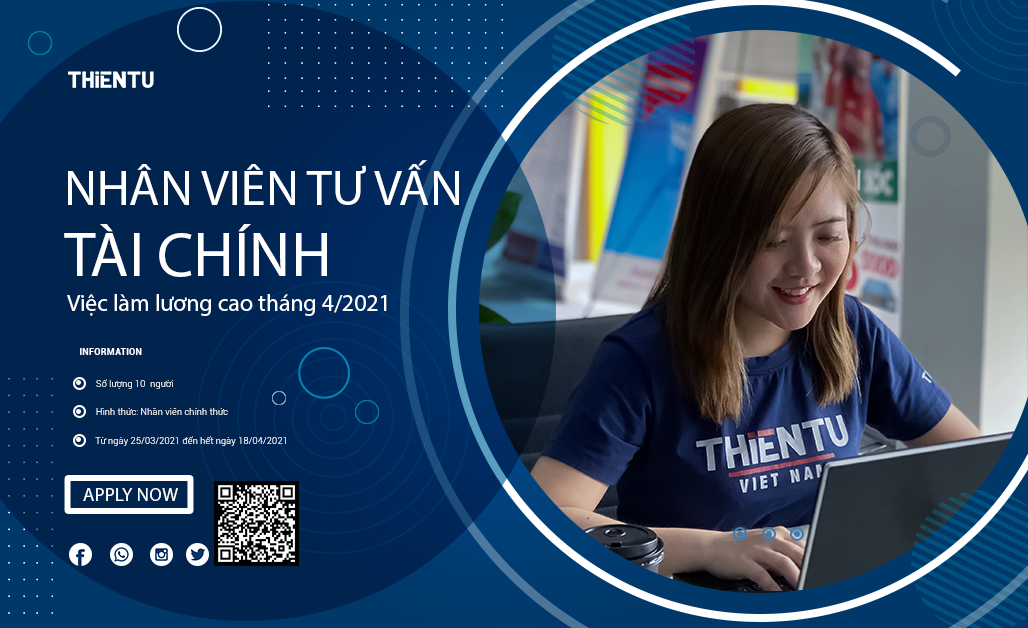 THiENTU
NHÂN VIÊN TƯ VẤN
TÀI CHÍNH
Việc làm lương cao tháng 4/2021
INFORMATION
Số lượng 10 người
Hình thức: Nhân viên chính thức
Từ ngày 25/03/2021 đến hết ngày 18/04/2021
APPLY NOW
THiENTU
VIET NAM